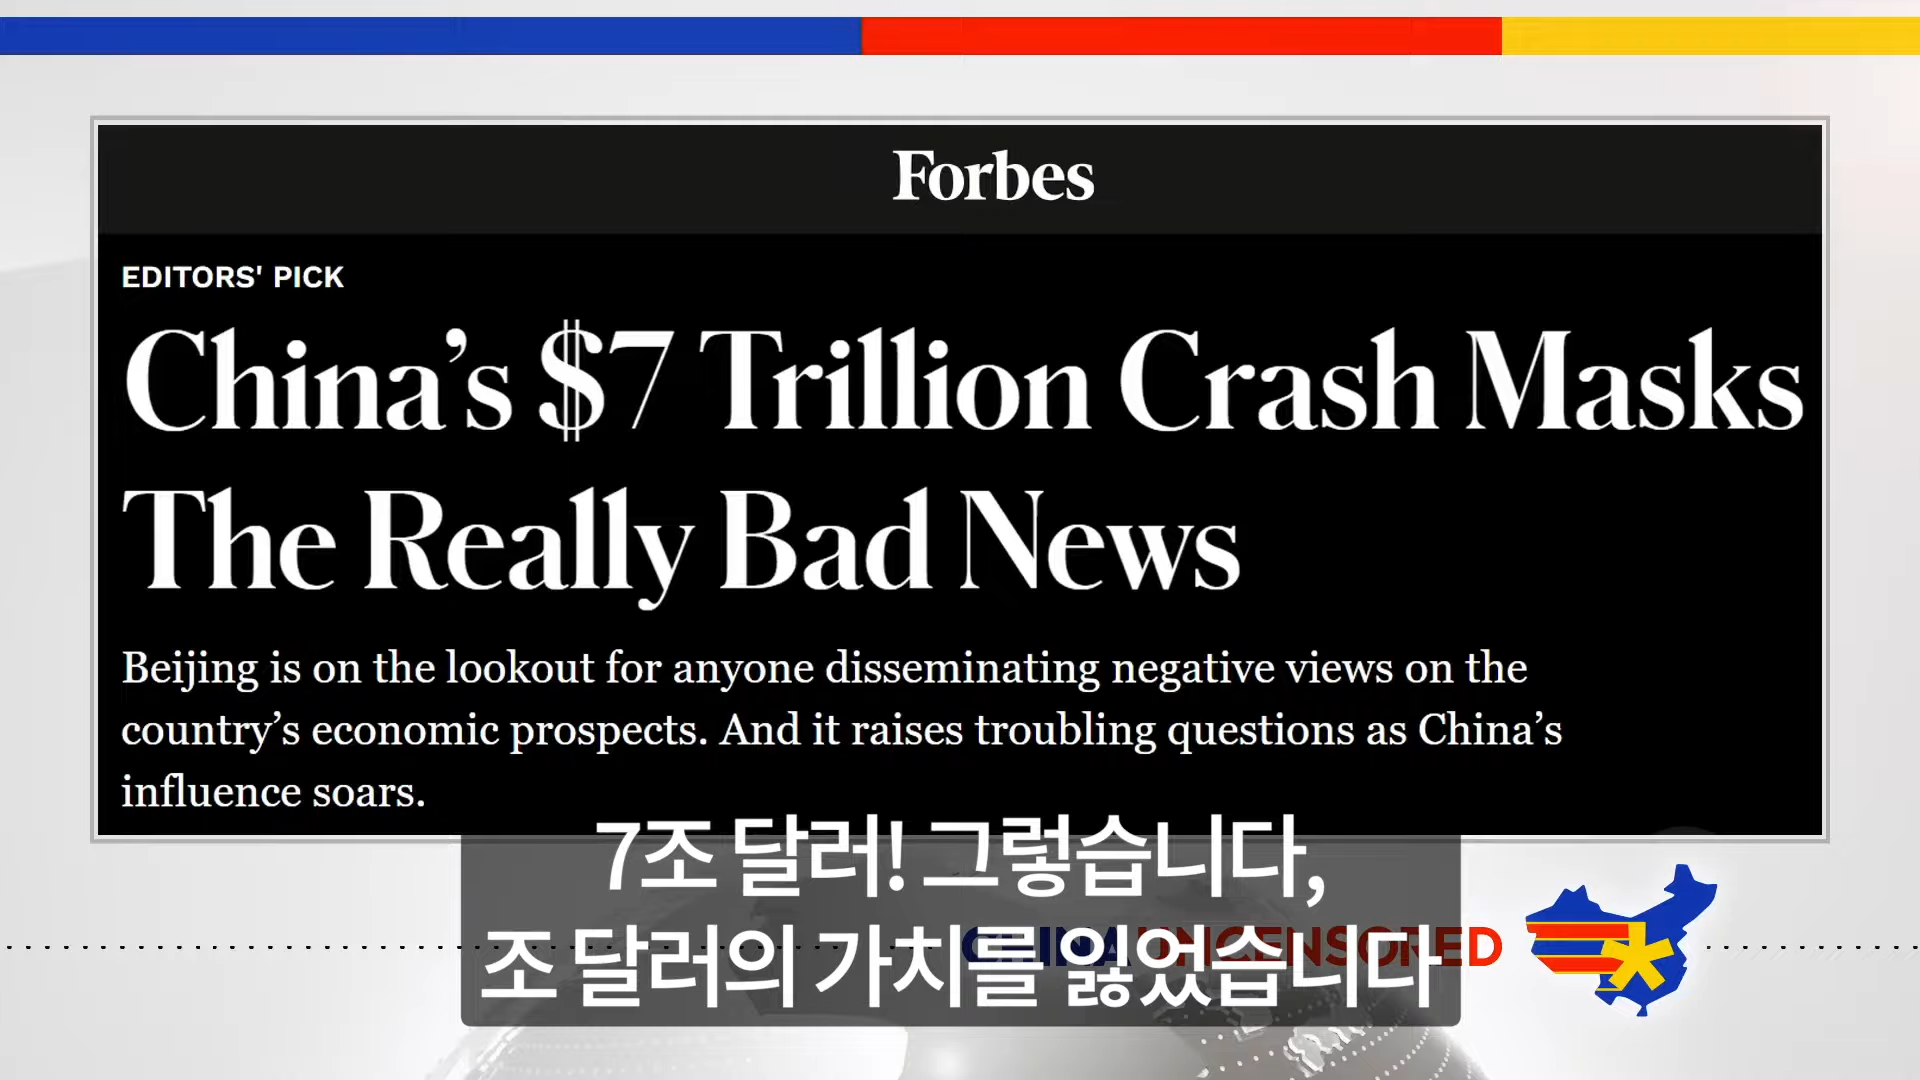 Forbes
EDITORS' PICK
China’s $7 Trillion Crash Masks
The Really Bad News
Beijing is on the lookout for anyone disseminating negative views on the
country’s economic prospects. And it raises troubling questions as China’s
influence soars.
7조 달러! 그렇습니다,
조 달러의 가치를 잃었습니다
CHINA UNCENSORED